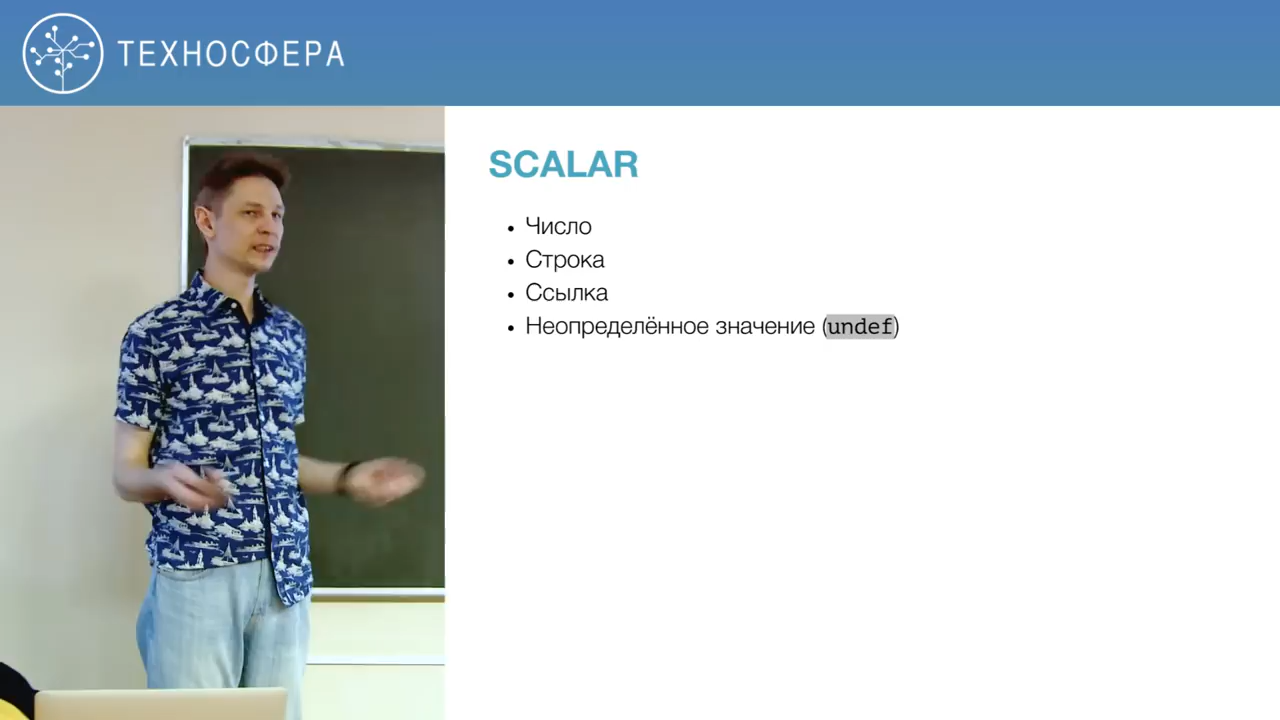 ТЕХНОСФЕРА
SCALAR
• Число
• Строка
• Ссылка
• Неопределённое значение (undef)